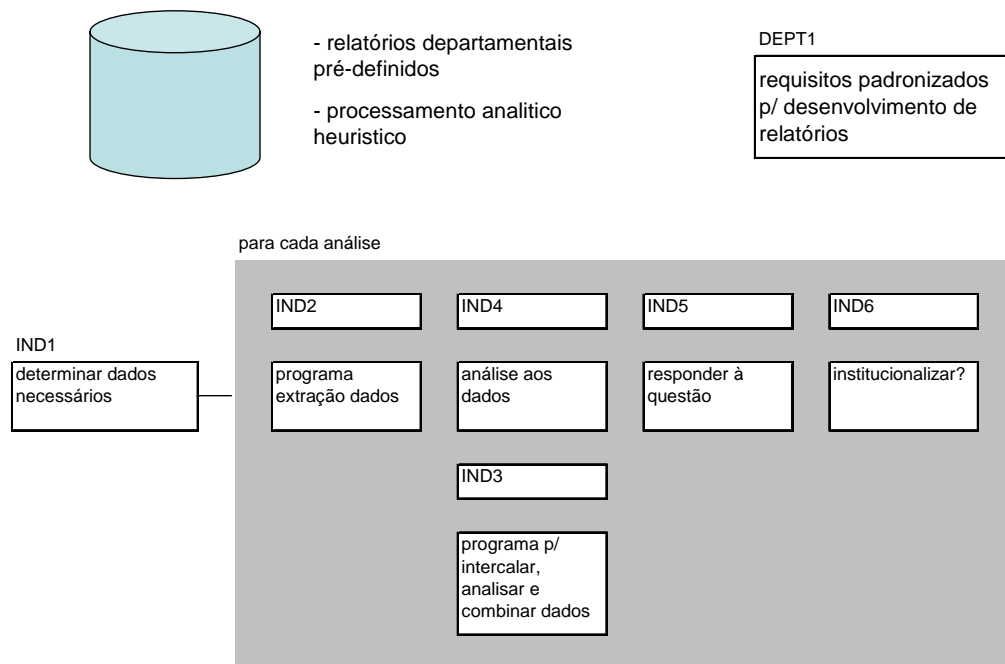 - relatórios departamentais
pré-definidos
- processamento analitico
heuristico
DEPT1
requisitos padronizados
p/ desenvolvimento de
relatórios
para cada análise
IND1
determinar dados
necessários
IND2
programa
extração dados
IND4
análise aos
dados
IND3
programa p/
intercalar,
analisar e
combinar dados
IND5
responder à
questão
IND6
institucionalizar?